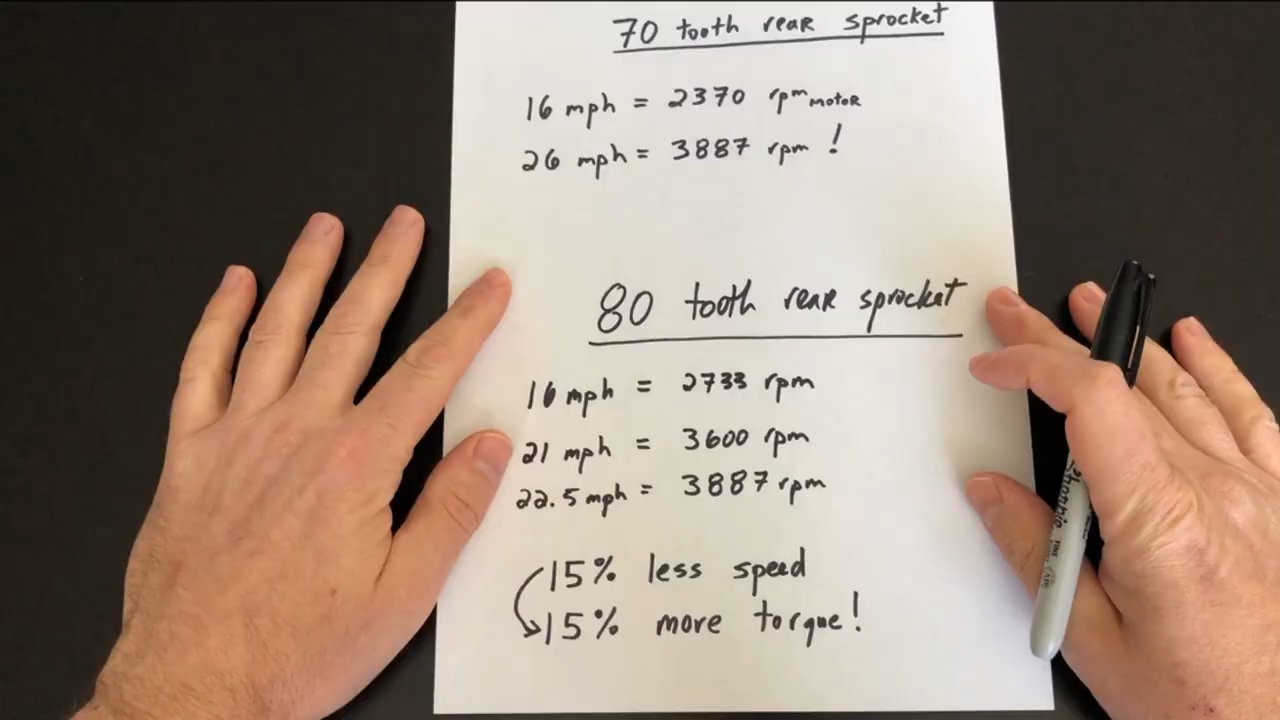 70 tooth rear sprocket
16 mph = 2370 rpm MOTOR
26 mph = 3887 rpm !
80 tooth rear sprocket
16 mph = 2733 rpm
21 mph = 3600 rpm
22.5 mph = 3887 rpm
15% less speed
15% more torque!
Sharpie